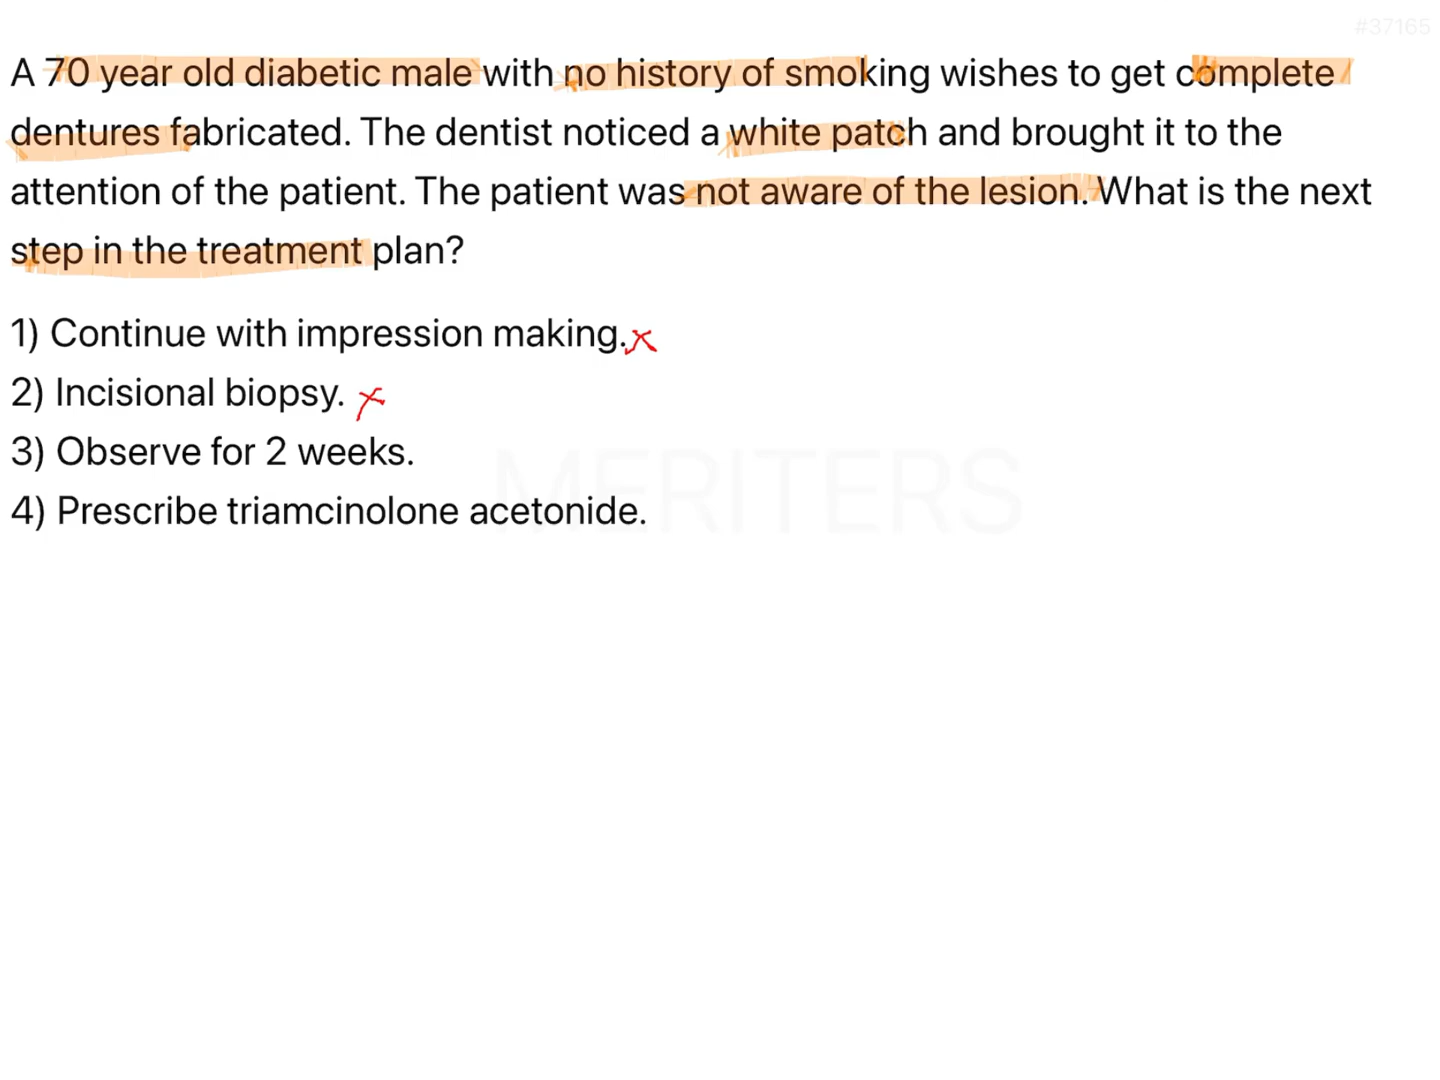 #37165
A 70 year old diabetic male with no history of smoking wishes to get complete
dentures fabricated. The dentist noticed a white patch and brought it to the
attention of the patient. The patient was not aware of the lesion. What is the next
step in the treatment plan?
1) Continue with impression making.
2) Incisional biopsy.
3) Observe for 2 weeks.
4) Prescribe triamcinolone acetonide.
MERITERS